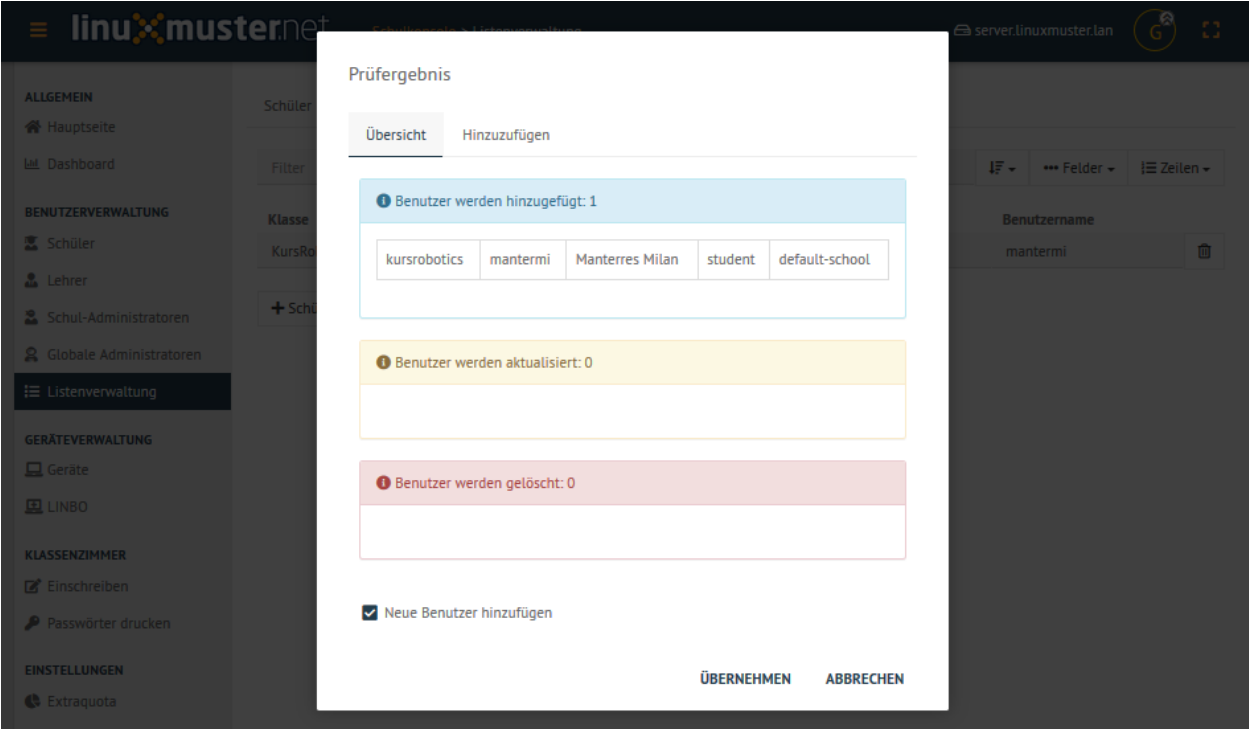 linuxmuster.net
Schulkonsole > Listenverwaltung
server.linuxmuster.lan
G
ALLGEMEIN
Hauptseite
Dashboard
BENUTZERVERWALTUNG
Schüler
Lehrer
Schul-Administratoren
Globale Administratoren
Listenverwaltung
GERÄTEVERWALTUNG
Geräte
LINBO
KLASSENZIMMER
Einschreiben
Passwörter drucken
EINSTELLUNGEN
Extraquota
Schüler
Filter
Felder
Zeilen
Klasse
Benutzername
KursRo
mantermi
+ Schü
Prüfergebnis
Übersicht Hinzuzufügen
Benutzer werden hinzugefügt: 1
kursrobotics mantermi Manterres Milan student default-school
Benutzer werden aktualisiert: 0
Benutzer werden gelöscht: 0
Neue Benutzer hinzufügen
ÜBERNEHMEN ABBRECHEN